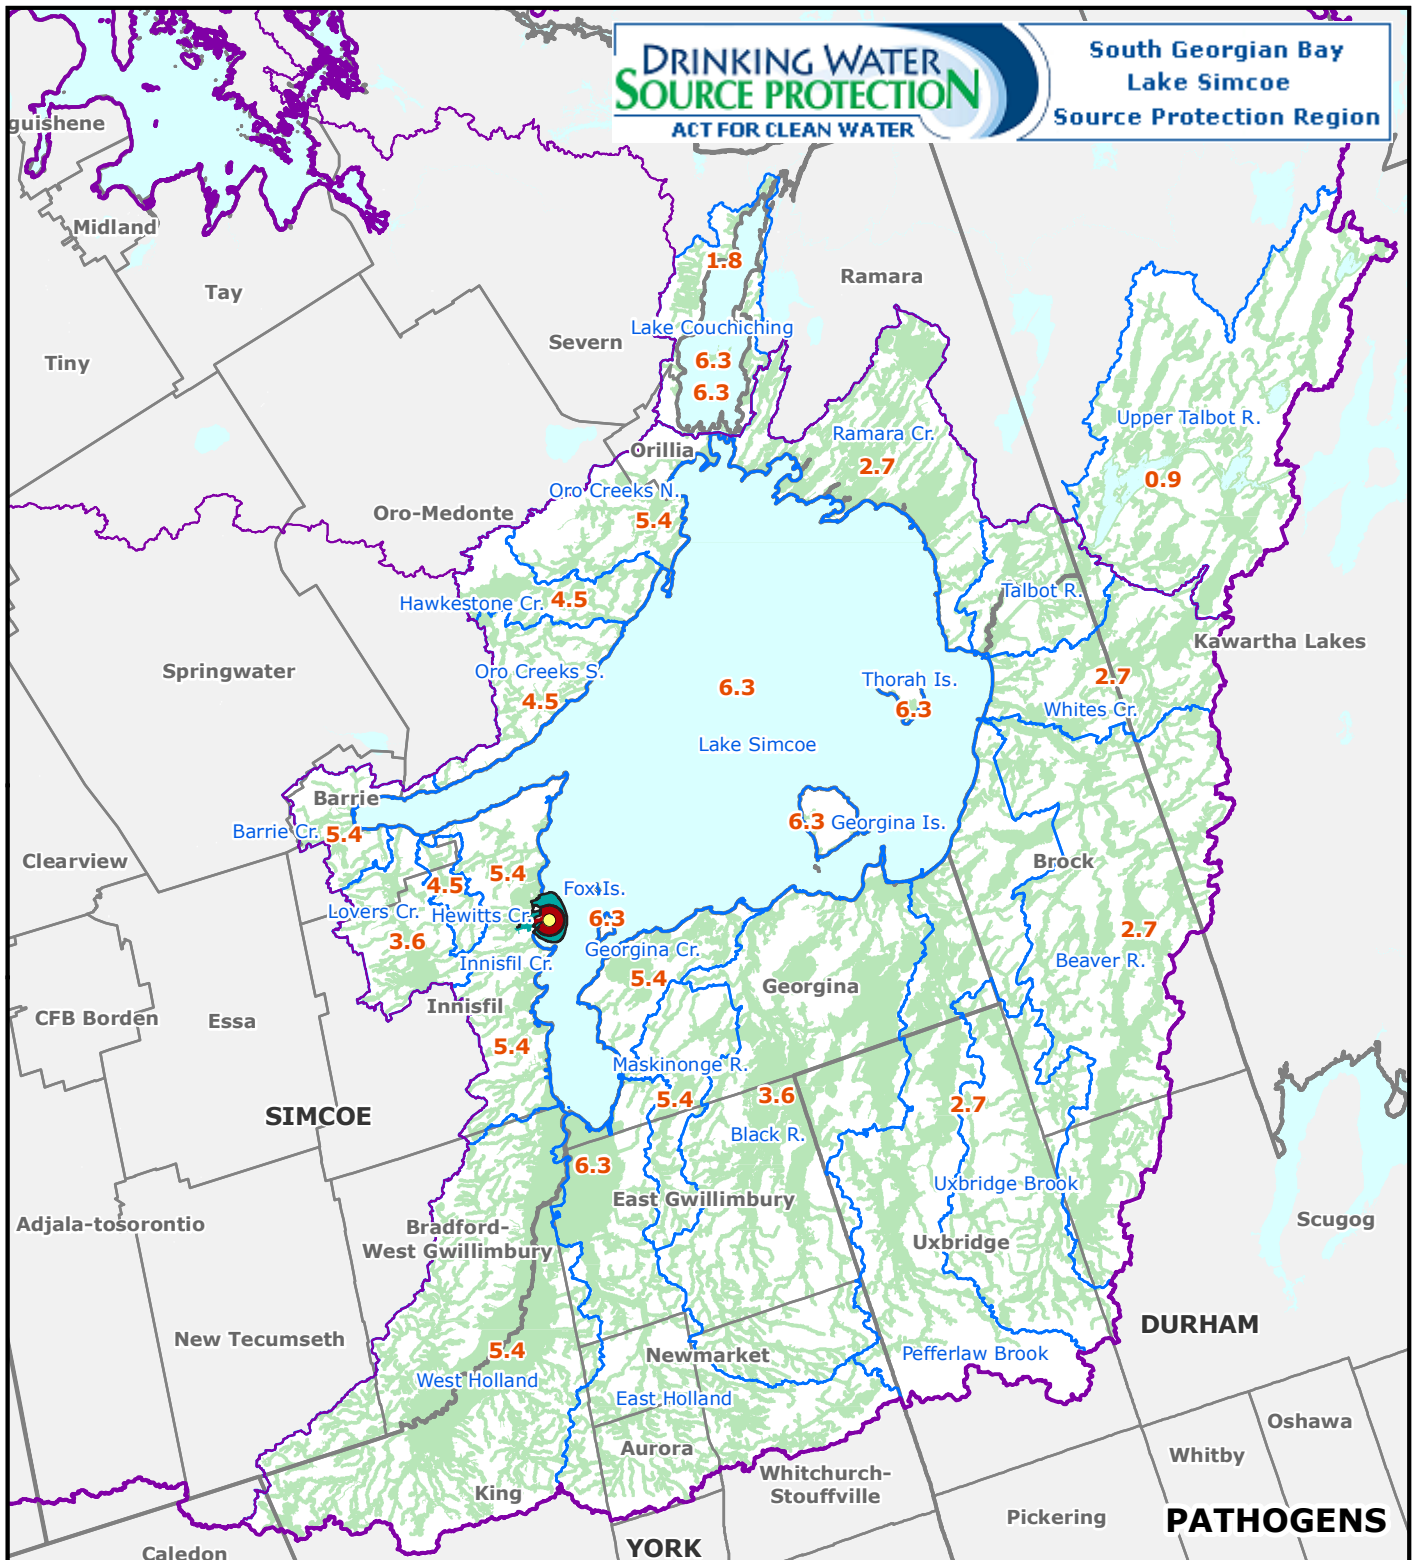 DRINKING WATER
SOURCE PROTECTION
ACT FOR CLEAN WATER
South Georgian Bay
Lake Simcoe
Source Protection Region
guishene
Midland
Tay
Tiny
Severn
Ramara
1.8
Lake Couchiching
6.3
6.3
Upper Talbot R.
0.9
Ramara Cr.
2.7
Orillia
Oro Creeks N.
5.4
Oro-Medonte
Hawkestone Cr.
4.5
Talbot R.
Kawartha Lakes
Springwater
Oro Creeks S.
4.5
6.3
Thorah Is.
6.3
2.7
Whites Cr.
Lake Simcoe
Barrie
Barrie Cr.
5.4
6.3
Georgina Is.
Clearview
Brock
4.5
5.4
Fox Is.
6.3
Lovers Cr.
Hewitts Cr.
3.6
2.7
Georgina Cr.
Beaver R.
Innisfil Cr.
5.4
Georgina
Innisfil
CFB Borden
Essa
5.4
Maskinonge R.
5.4
3.6
2.7
SIMCOE
Black R.
6.3
Uxbridge Brook
East Gwillimbury
Adjala-tosorontio
Bradford-
West Gwillimbury
Scugog
Uxbridge
New Tecumseth
DURHAM
5.4
Newmarket
Pefferlaw Brook
West Holland
East Holland
Oshawa
Aurora
Whitby
Whitchurch-
Stouffville
King
Pickering
PATHOGENS
YORK
Caledon